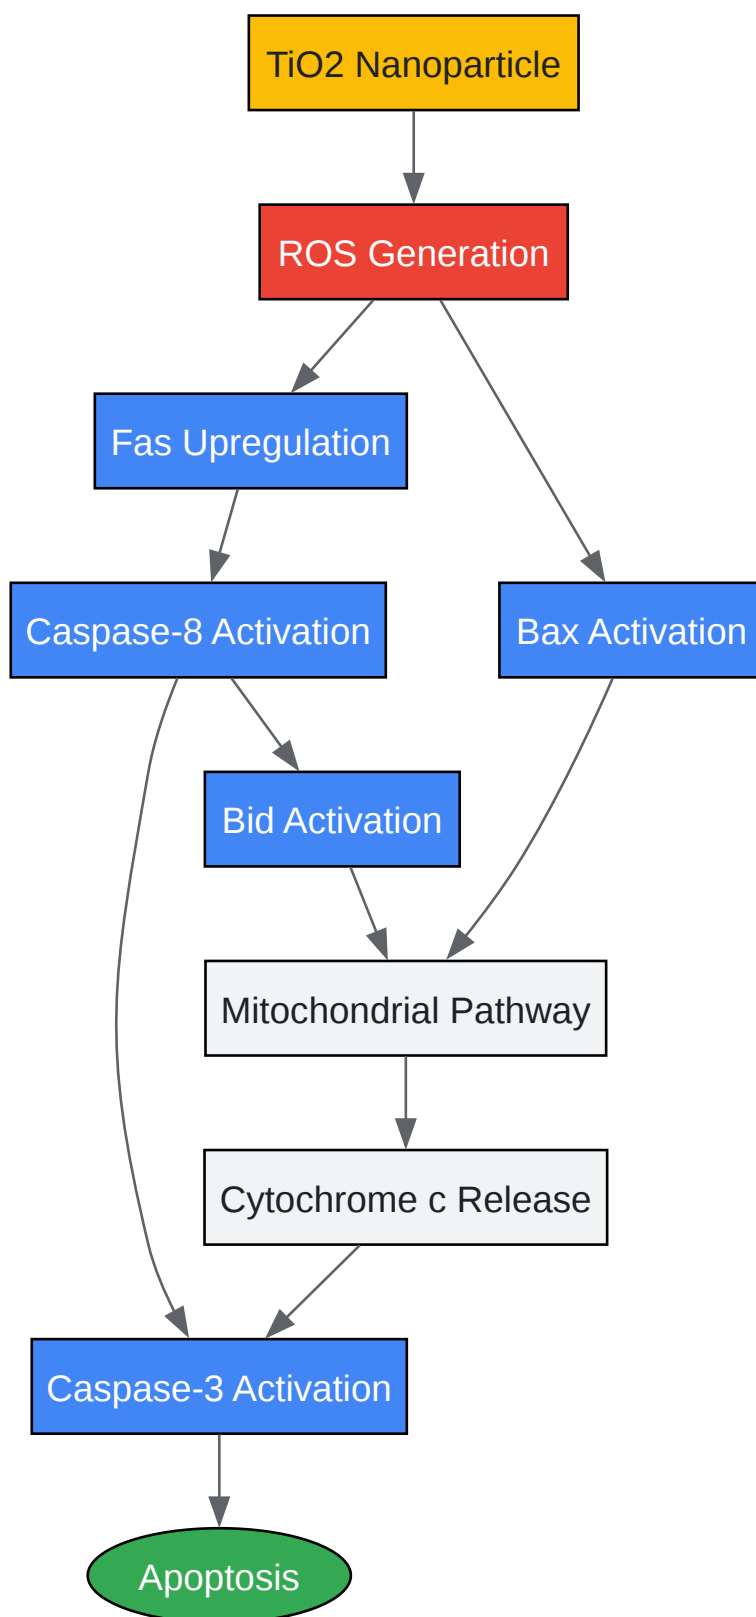 TiO2 Nanoparticle
ROS Generation
Fas Upregulation
Caspase-8 Activation
Bax Activation
Bid Activation
Mitochondrial Pathway
Cytochrome c Release
Caspase-3 Activation
Apoptosis